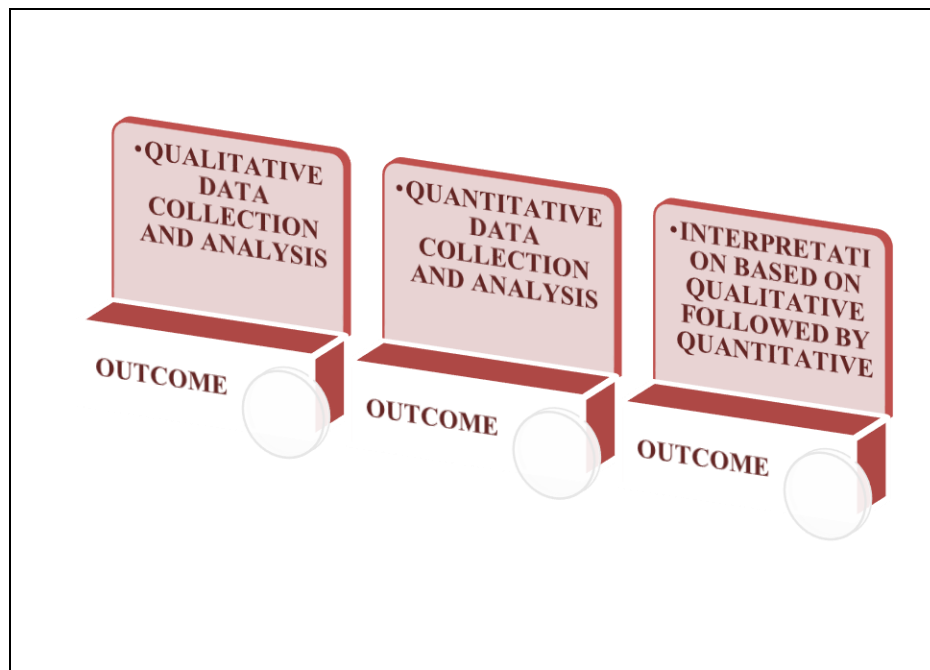 •QUALITATIVE
DATA
COLLECTION
AND ANALYSIS
OUTCOME
•QUANTITATIVE
DATA
COLLECTION
AND ANALYSIS
OUTCOME
•INTERPRETATI
ON BASED ON
QUALITATIVE
FOLLOWED BY
QUANTITATIVE
OUTCOME